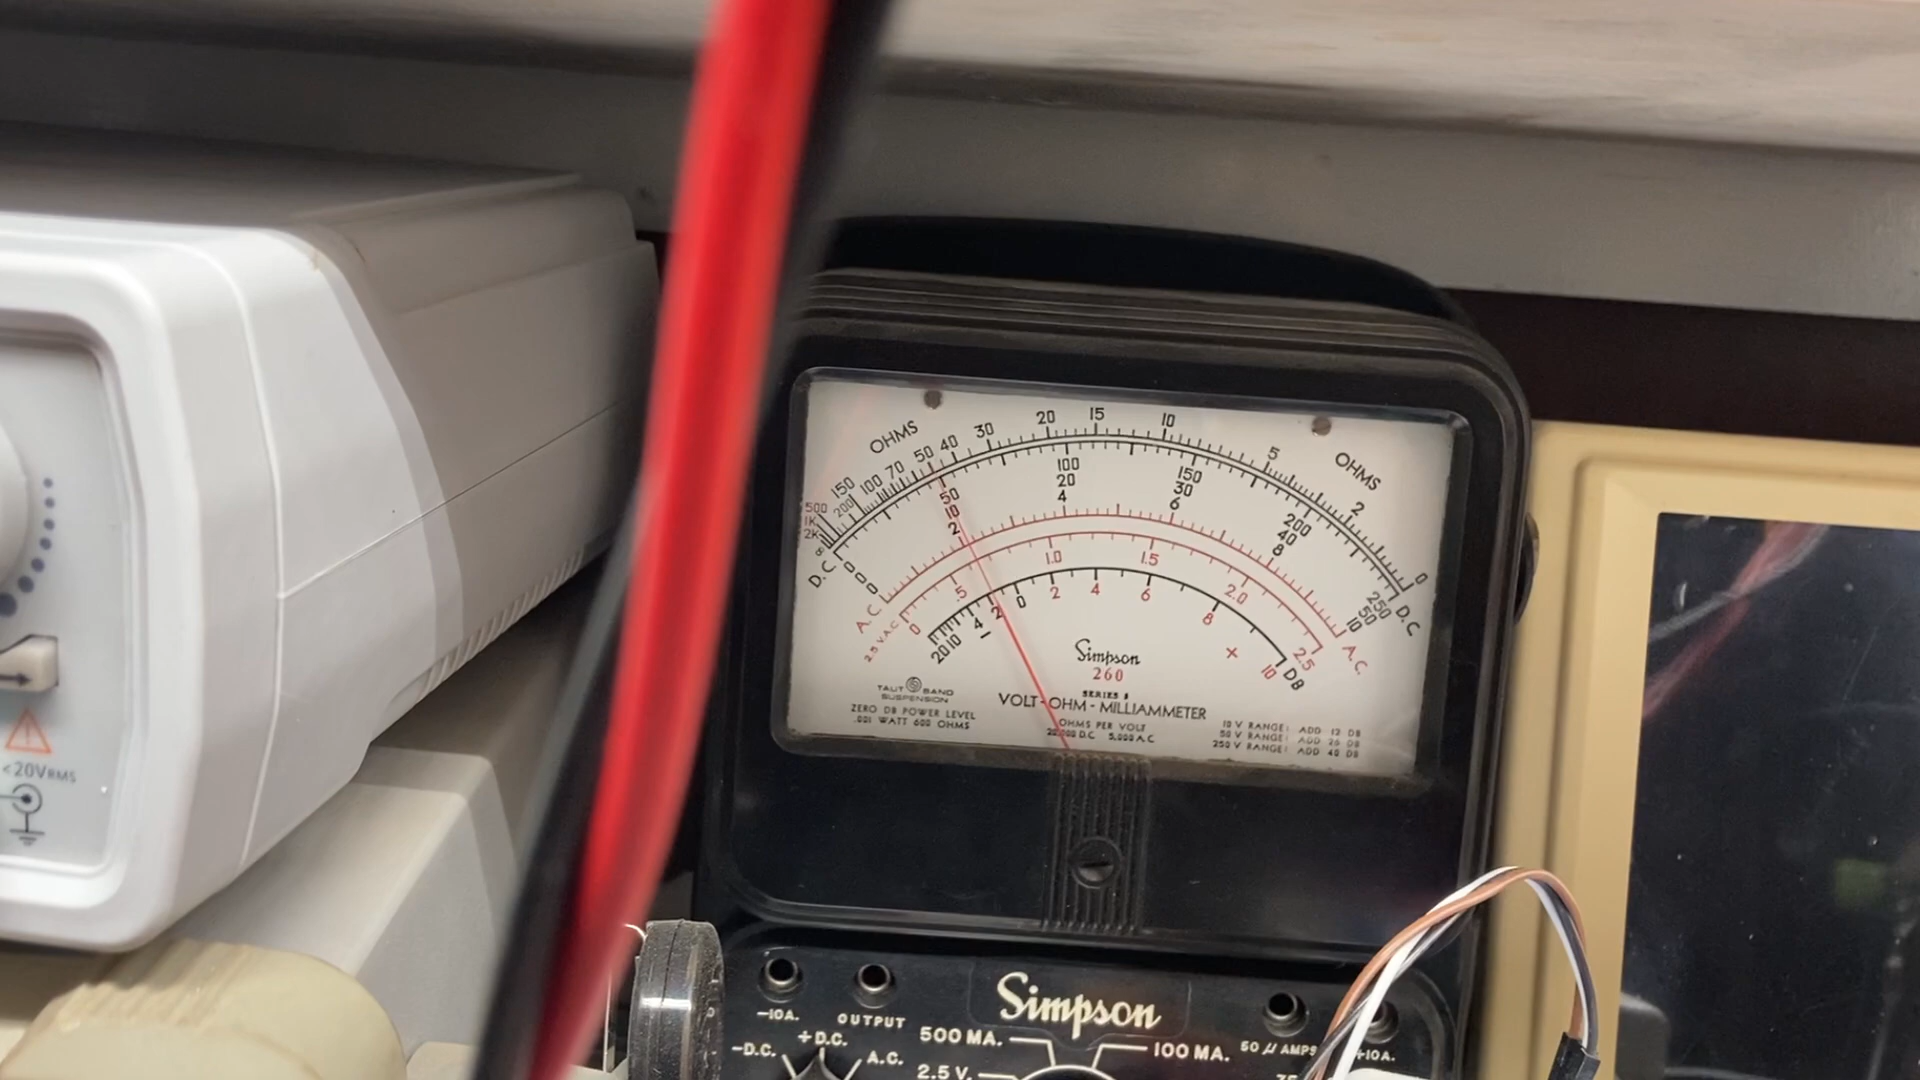 OHMS
500 1K 2K ∞ 150 200 100 70 50 40 30 20 15 10 5 2 0
OHMS
D.C.
0 50 100 150 200 250
0 10 20 30 40 50
0 2 4 6 8 10
D.C.
A.C.
A.C.
2.5 V.A.C.
0 .5 1.0 1.5 2.0 2.5
20 10 4 2 0 2 4 6 8 10
DB
− +
Simpson
260
SERIES
TAUT BAND
SUSPENSION
ZERO DB POWER LEVEL
.001 WATT 600 OHMS
VOLT-OHM-MILLIAMMETER
OHMS PER VOLT
D.C. 5,000 A.C
10 V RANGE: ADD 12 DB
50 V RANGE: ADD 26 DB
250 V RANGE: ADD 40 DB
<20VRMS
Simpson
-10A.
OUTPUT
50 µ AMPS
+10A.
-D.C.
+D.C.
A.C.
500 MA.
100 MA.
2.5 V.